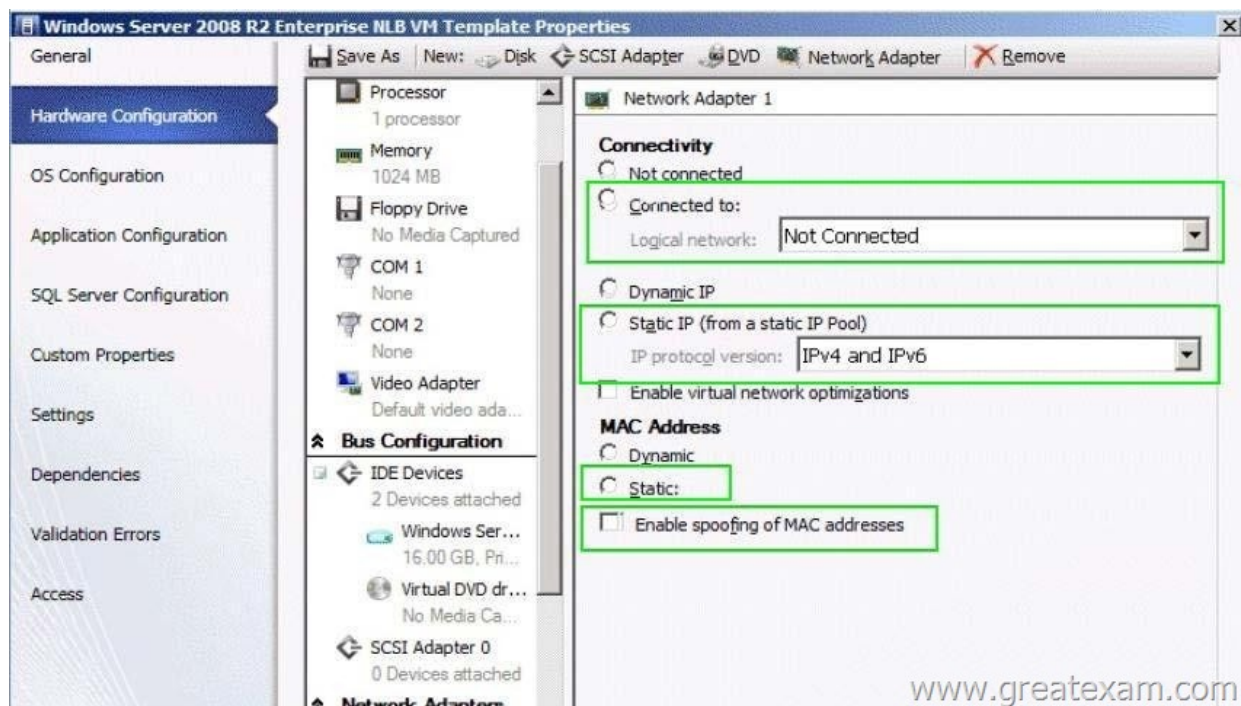 Windows Server 2008 R2 Enterprise NLB VM Template Properties
General
Hardware Configuration
OS Configuration
Application Configuration
SQL Server Configuration
Custom Properties
Settings
Dependencies
Validation Errors
Access
Save As New: Disk SCSI Adapter DVD Network Adapter Remove
Processor
1 processor
Memory
1024 MB
Floppy Drive
No Media Captured
COM 1
None
COM 2
None
Video Adapter
Default video ada...
Bus Configuration
IDE Devices
2 Devices attached
Windows Ser...
16.00 GB, Pri...
Virtual DVD dr...
No Media Ca...
SCSI Adapter 0
0 Devices attached
Network Adapters
Network Adapter 1
Connectivity
Not connected
Connected to:
Logical network: Not Connected
Dynamic IP
Static IP (from a static IP Pool)
IP protocol version: IPv4 and IPv6
Enable virtual network optimizations
MAC Address
Dynamic
Static:
Enable spoofing of MAC addresses
www.greatexam.com